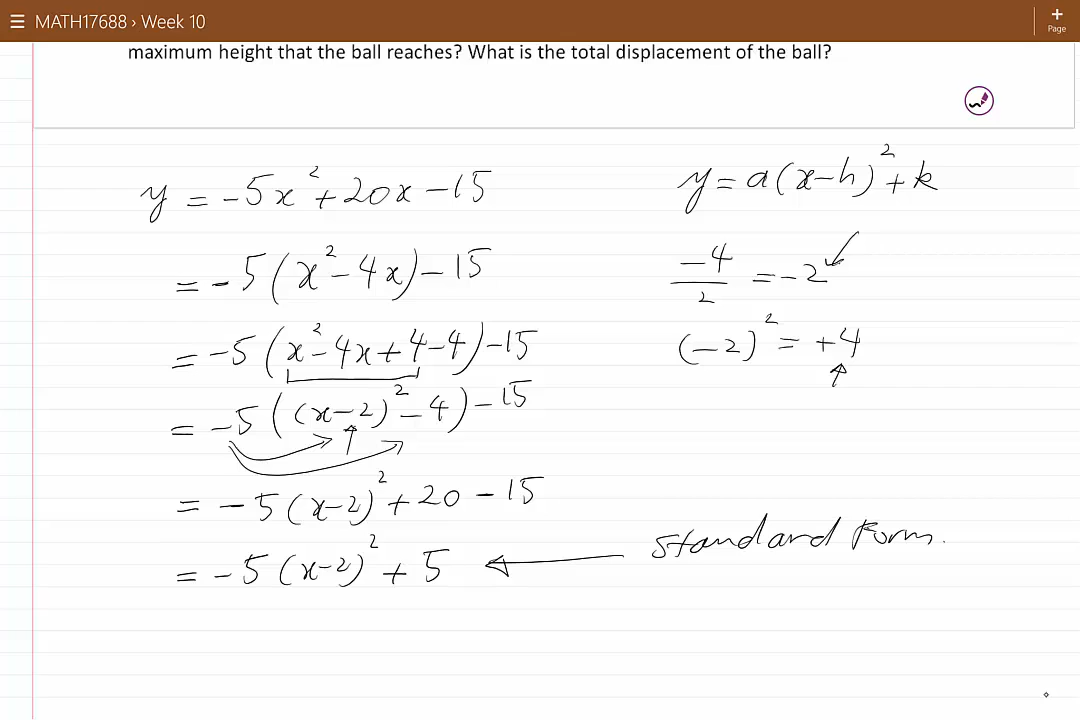 MATH17688 › Week 10
Page
maximum height that the ball reaches? What is the total displacement of the ball?
y = -5x² + 20x - 15
= -5(x² - 4x) - 15
= -5(x² - 4x + 4 - 4) - 15
= -5((x - 2)² - 4) - 15
= -5(x - 2)² + 20 - 15
= -5(x - 2)² + 5
y = a(x - h)² + k
-4/2 = -2
(-2)² = +4
standard form.